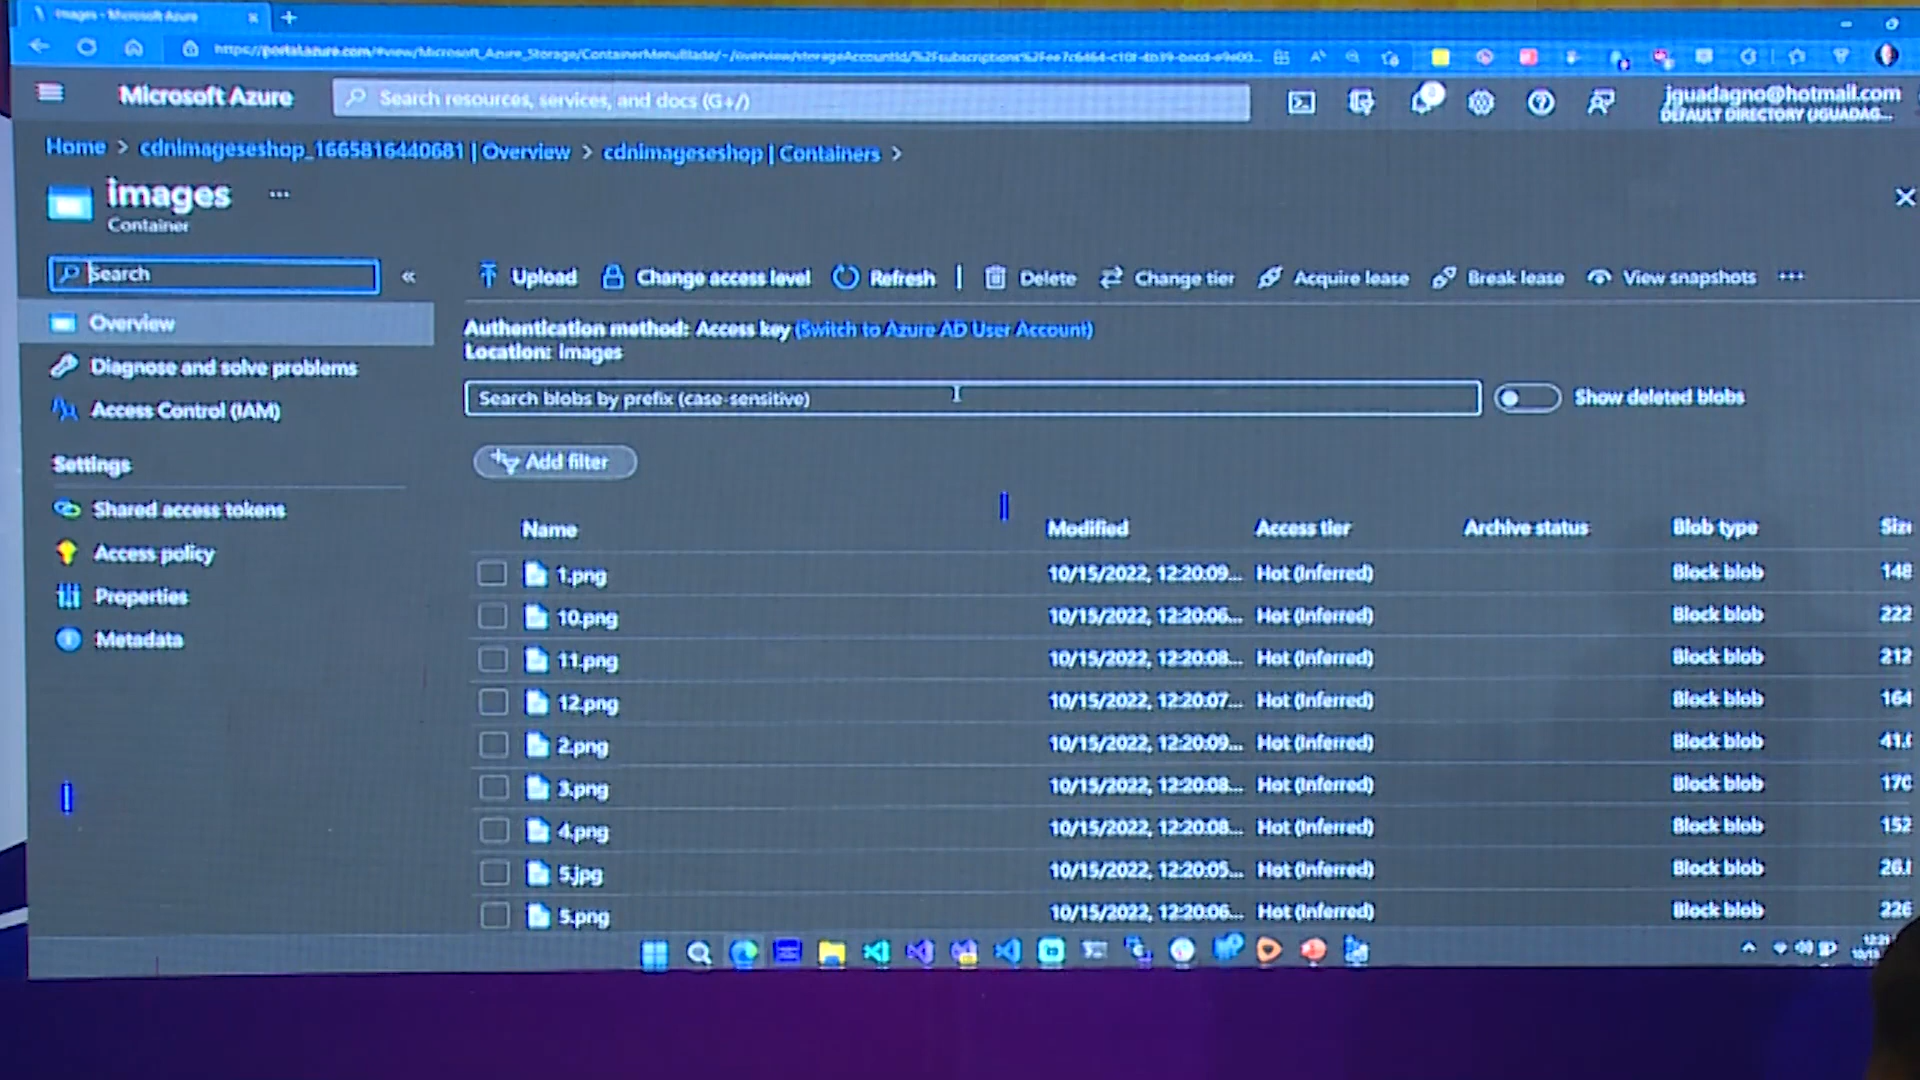 Images - Microsoft Azure
Microsoft Azure
Search resources, services, and docs (G+/)
jguadagno@hotmail.com
DEFAULT DIRECTORY (JGUADAG...
Home > cdnimageseshop_1665816440681 | Overview > cdnimageseshop | Containers >
images ...
Container
Search
«
Overview
Diagnose and solve problems
Access Control (IAM)
Settings
Shared access tokens
Access policy
Properties
Metadata
Upload Change access level Refresh | Delete Change tier Acquire lease Break lease View snapshots ...
Authentication method: Access key (Switch to Azure AD User Account)
Location: images
Search blobs by prefix (case-sensitive)
Show deleted blobs
Add filter
Name Modified Access tier Archive status Blob type Size
1.png 10/15/2022, 12:20:09... Hot (Inferred) Block blob 148
10.png 10/15/2022, 12:20:06... Hot (Inferred) Block blob 222
11.png 10/15/2022, 12:20:08... Hot (Inferred) Block blob 212
12.png 10/15/2022, 12:20:07... Hot (Inferred) Block blob 164
2.png 10/15/2022, 12:20:09... Hot (Inferred) Block blob 41.
3.png 10/15/2022, 12:20:08... Hot (Inferred) Block blob 170
4.png 10/15/2022, 12:20:08... Hot (Inferred) Block blob 152
5.jpg 10/15/2022, 12:20:05... Hot (Inferred) Block blob 26.
5.png 10/15/2022, 12:20:06... Hot (Inferred) Block blob 226